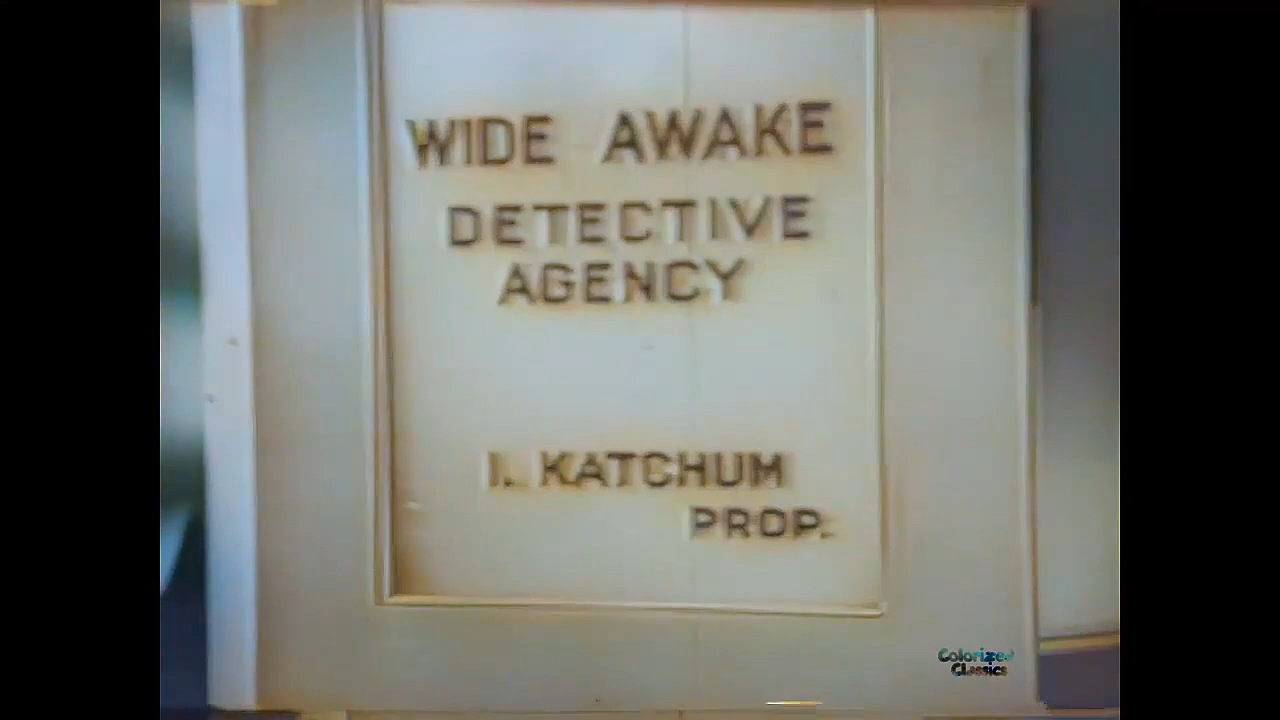 WIDE AWAKE
DETECTIVE
AGENCY
I. KATCHUM
PROP.
Colorized
Classics